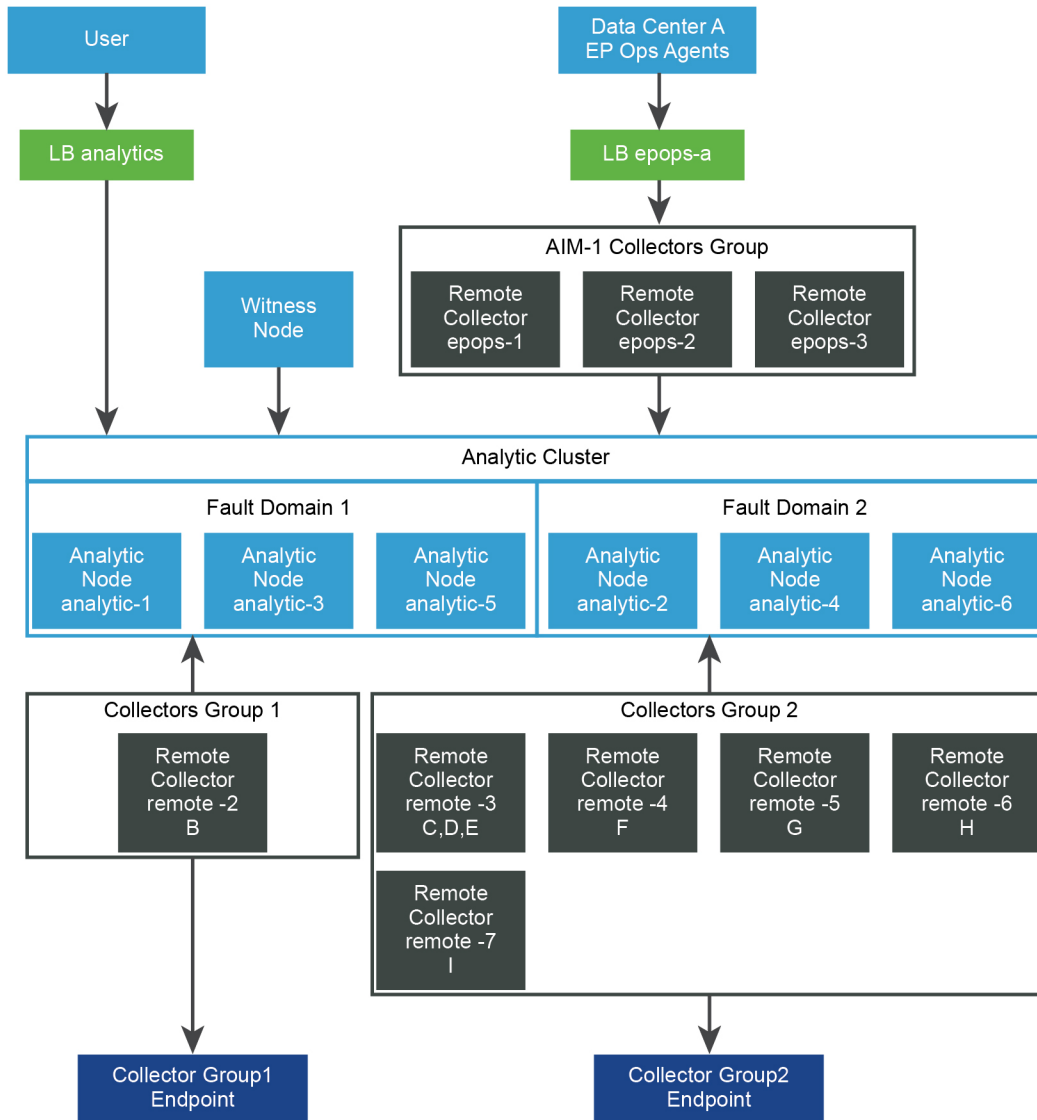 User
Data Center A
EP Ops Agents
LB analytics
LB epops-a
AIM-1 Collectors Group
Remote
Collector
epops-1
Remote
Collector
epops-2
Remote
Collector
epops-3
Witness
Node
Analytic Cluster
Fault Domain 1
Analytic
Node
analytic-1
Analytic
Node
analytic-3
Analytic
Node
analytic-5
Fault Domain 2
Analytic
Node
analytic-2
Analytic
Node
analytic-4
Analytic
Node
analytic-6
Collectors Group 1
Remote
Collector
remote -2
B
Collectors Group 2
Remote
Collector
remote -3
C,D,E
Remote
Collector
remote -4
F
Remote
Collector
remote -5
G
Remote
Collector
remote -6
H
Remote
Collector
remote -7
I
Collector Group1
Endpoint
Collector Group2
Endpoint